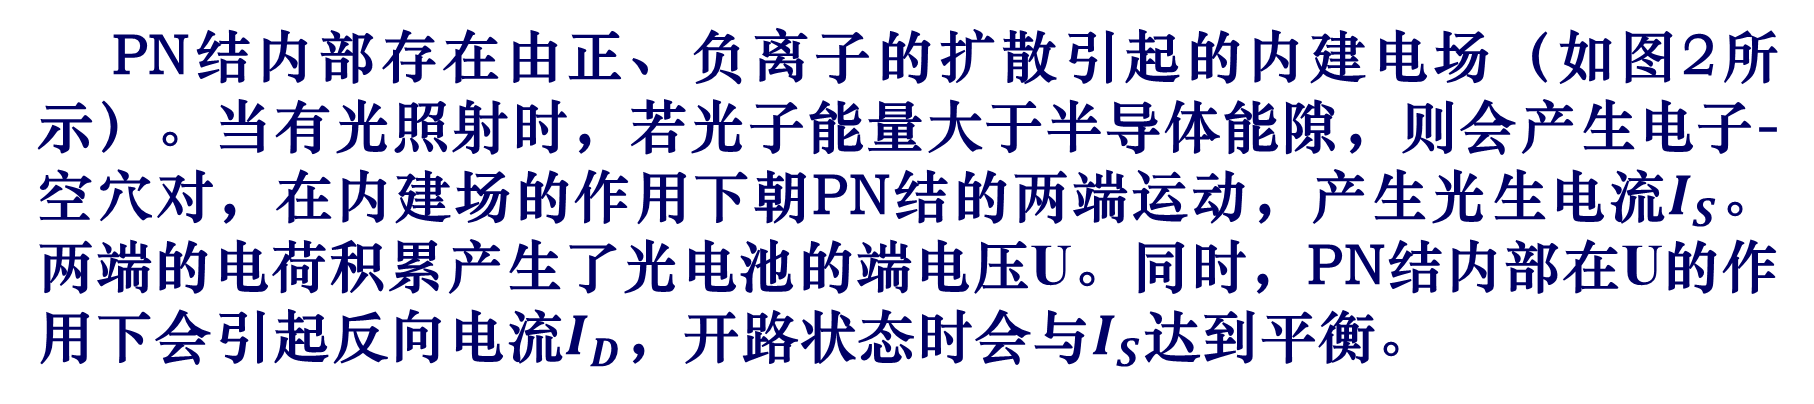 PN结内部存在由正、负离子的扩散引起的内建电场（如图2所
示）。当有光照射时，若光子能量大于半导体能隙，则会产生电子-
空穴对，在内建场的作用下朝PN结的两端运动，产生光生电流I_S。
两端的电荷积累产生了光电池的端电压U。同时，PN结内部在U的作
用下会引起反向电流I_D，开路状态时会与I_S达到平衡。